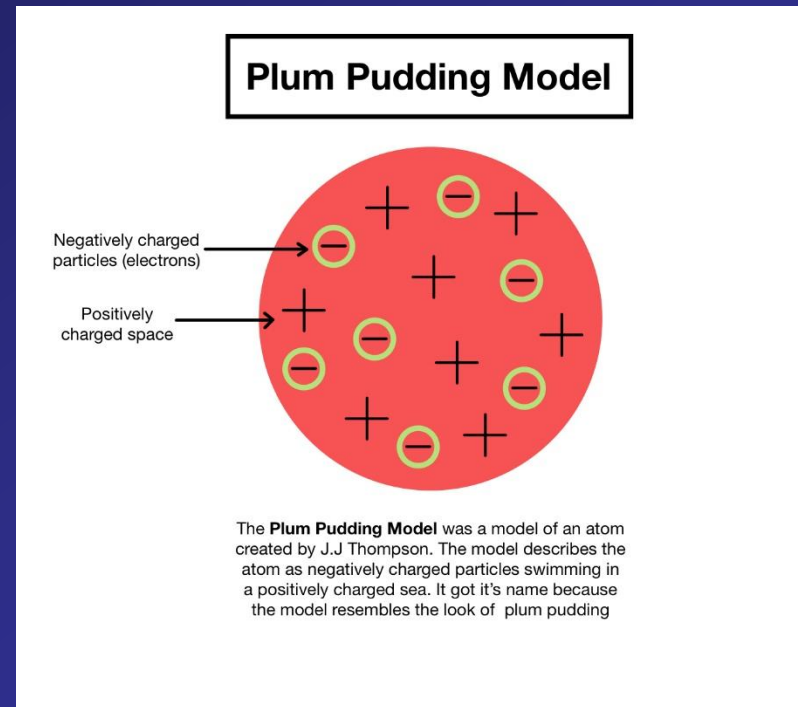 Plum Pudding Model
Negatively charged
particles (electrons)
Positively
charged space
The Plum Pudding Model was a model of an atom
created by J.J Thompson. The model describes the
atom as negatively charged particles swimming in
a positively charged sea. It got it's name because
the model resembles the look of plum pudding